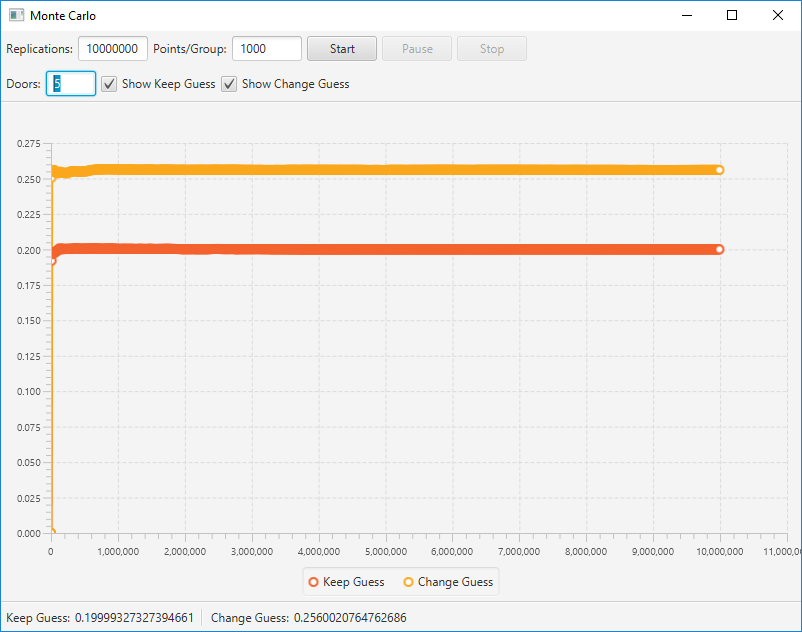 Monte Carlo
Replications: 10000000 Points/Group: 1000 Start Pause Stop
Doors: 5 Show Keep Guess Show Change Guess
0.275
0.250
0.225
0.200
0.175
0.150
0.125
0.100
0.075
0.050
0.025
0.000
0 1,000,000 2,000,000 3,000,000 4,000,000 5,000,000 6,000,000 7,000,000 8,000,000 9,000,000 10,000,000 11,000,00
Keep Guess Change Guess
Keep Guess: 0.19999327327394661 Change Guess: 0.2560020764762686